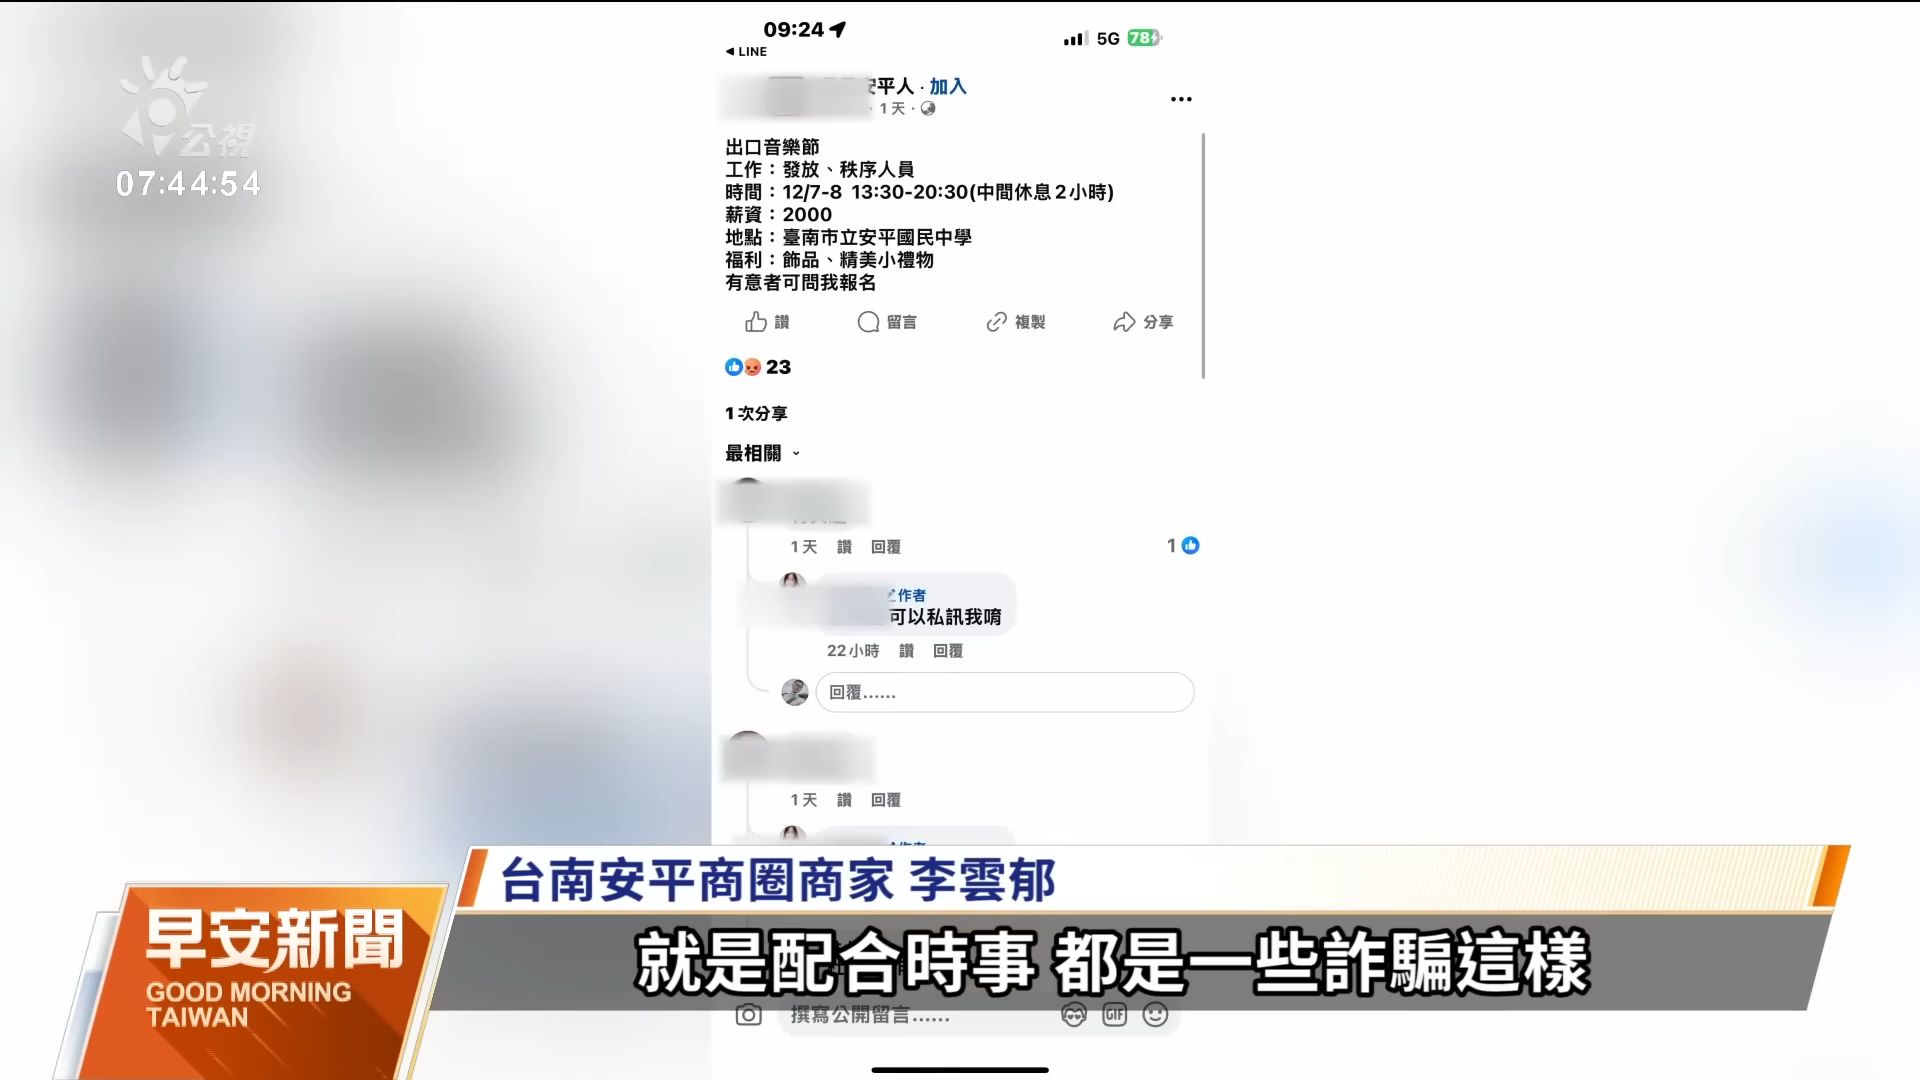 09:24
LINE
5G
78
公視
07:44:54
安平人 · 加入
1 天 ·
出口音樂節
工作：發放、秩序人員
時間：12/7-8 13:30-20:30(中間休息2小時)
薪資：2000
地點：臺南市立安平國民中學
福利：飾品、精美小禮物
有意者可問我報名
讚
留言
複製
分享
23
1次分享
最相關
1 天 讚 回覆
1
作者
可以私訊我唷
22小時 讚 回覆
回覆......
1 天 讚 回覆
作者
台南安平商圈商家 李雲郁
就是配合時事 都是一些詐騙這樣
早安新聞
GOOD MORNING
TAIWAN
撰寫公開留言......
GIF